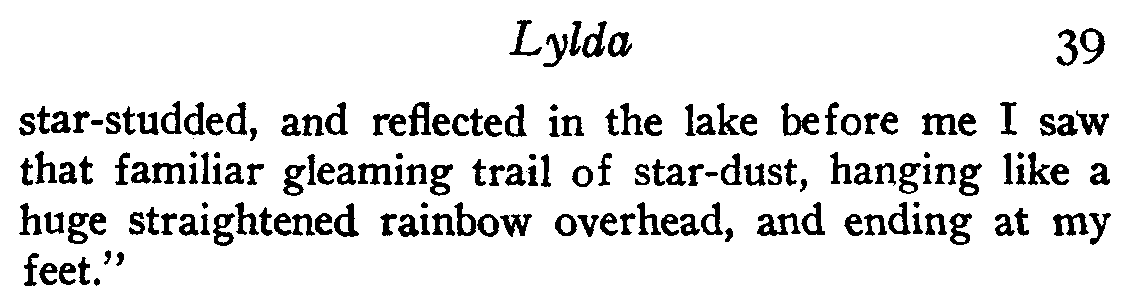 Lylda 39
star-studded, and reflected in the lake before me I saw
that familiar gleaming trail of star-dust, hanging like a
huge straightened rainbow overhead, and ending at my
feet.”